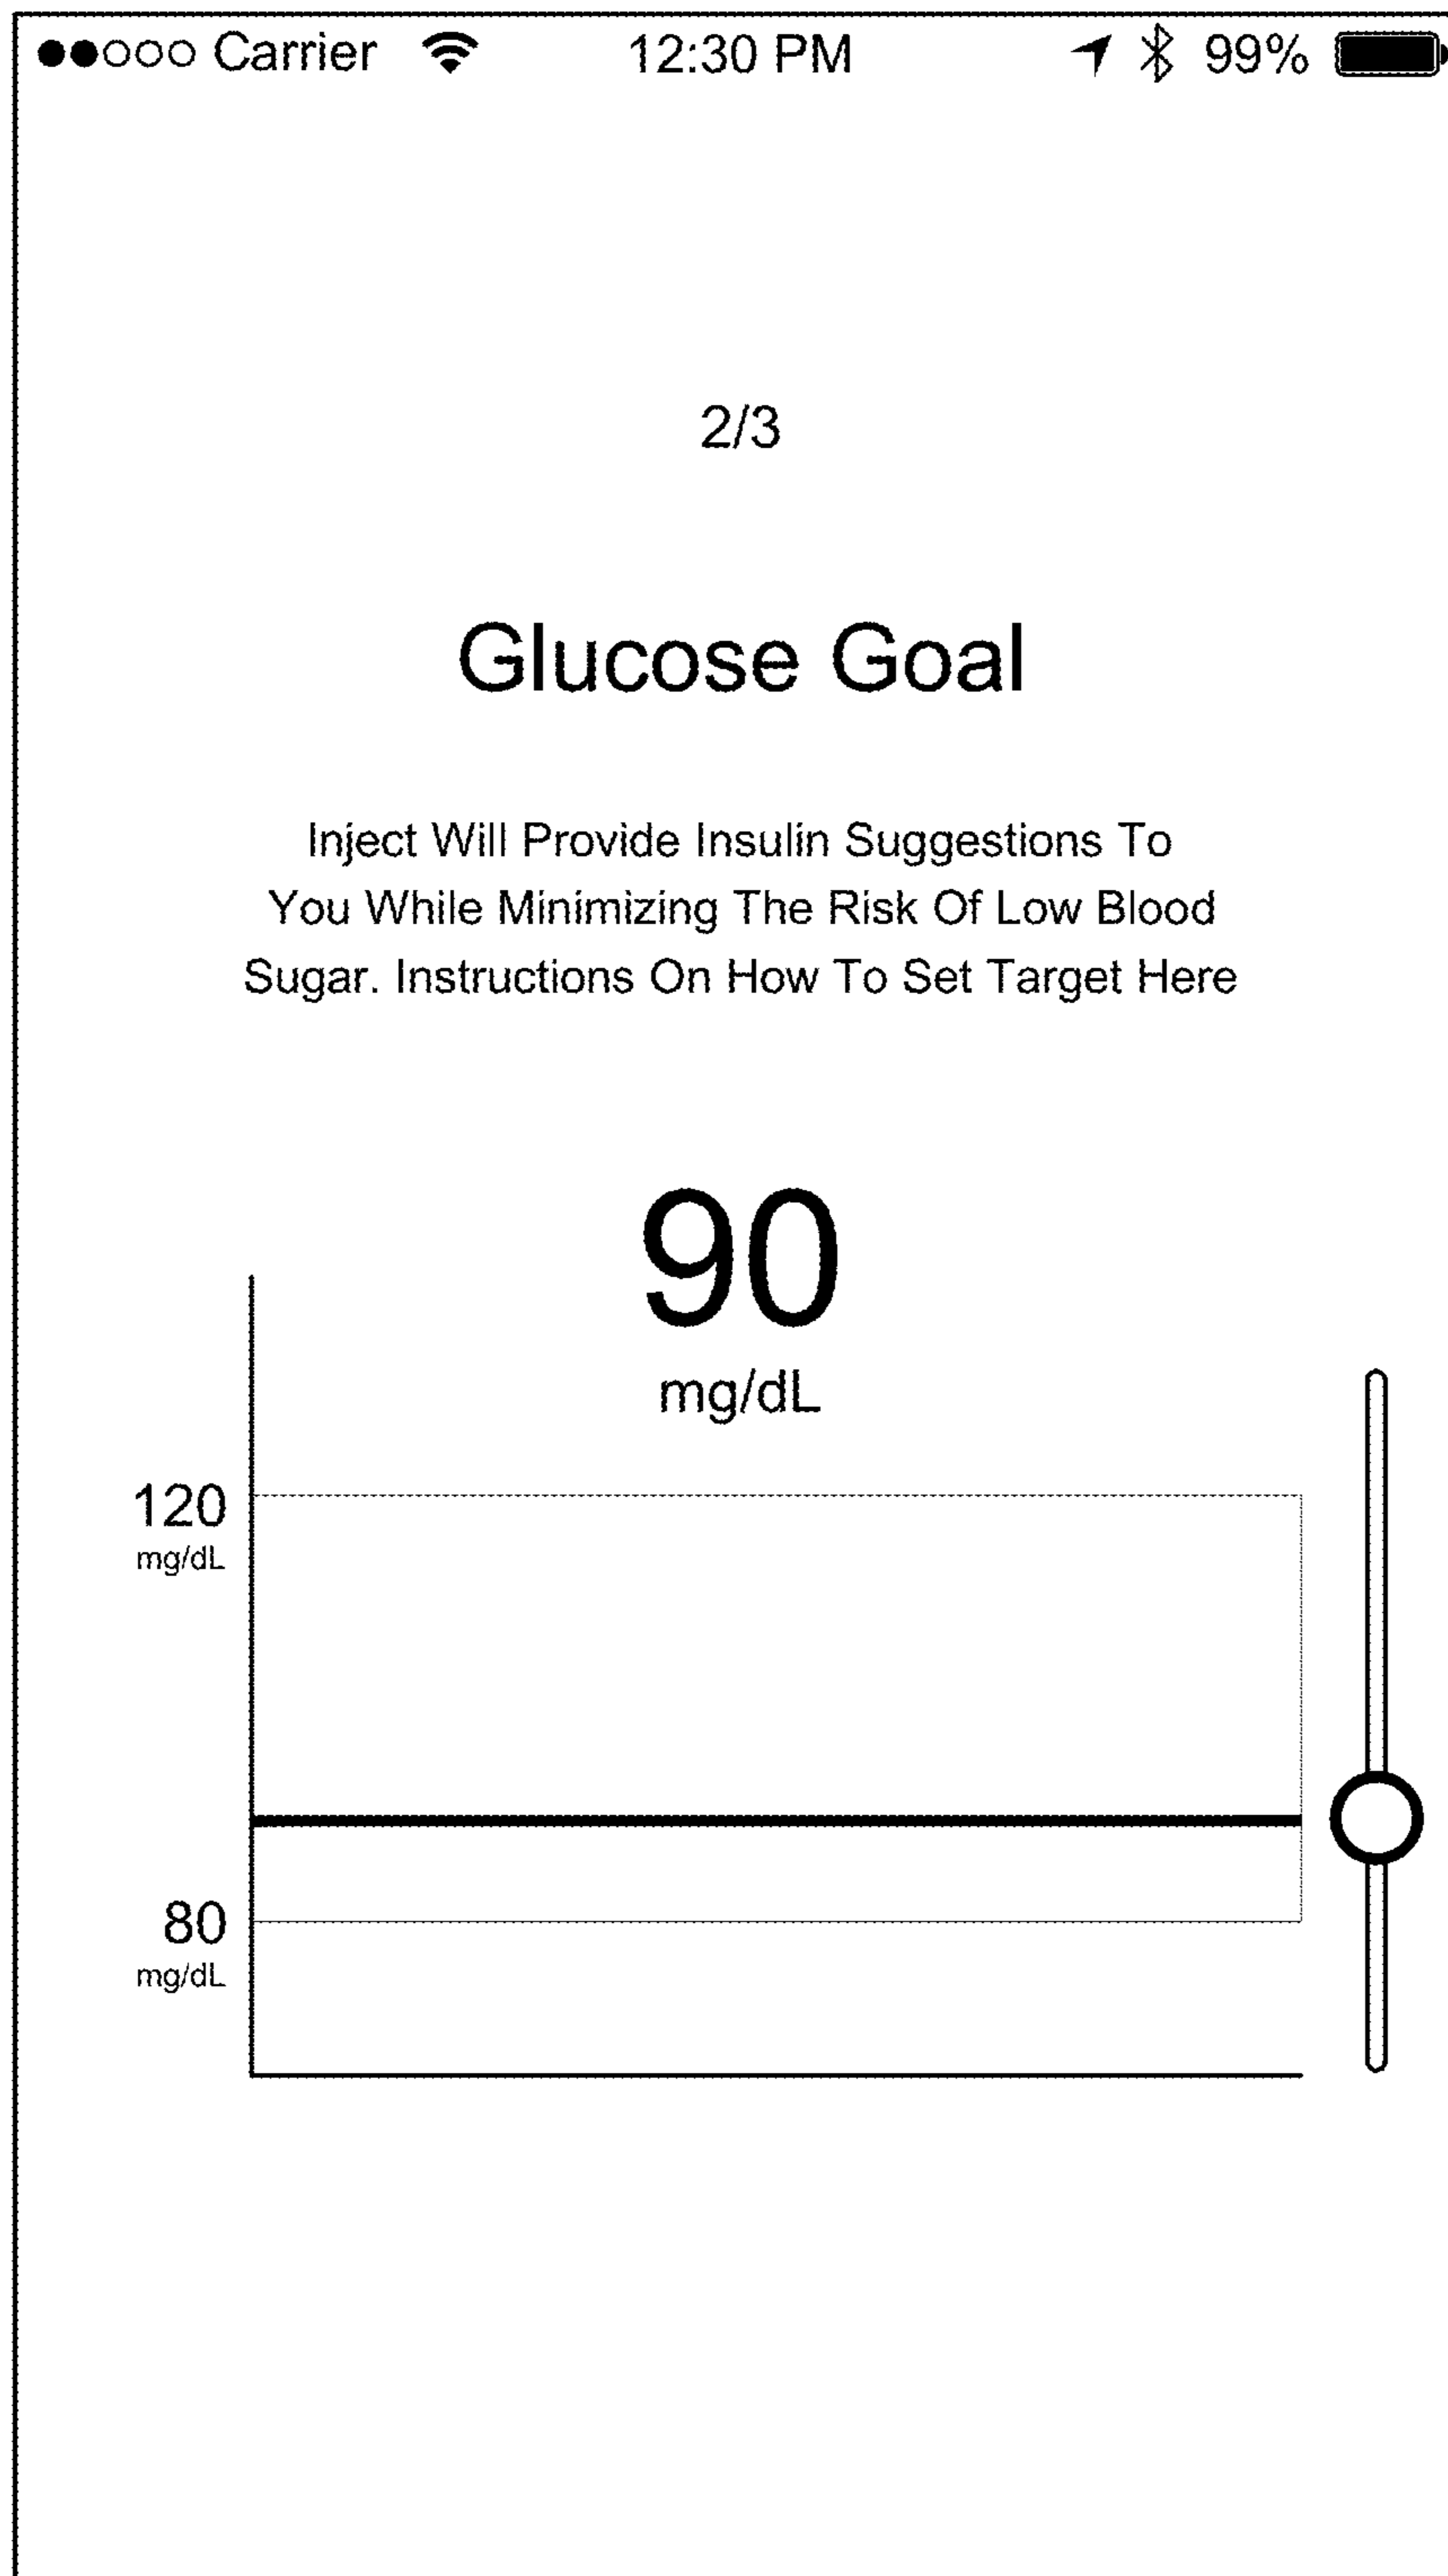 Carrier 12:30 PM 99%
2/3
Glucose Goal
Inject Will Provide Insulin Suggestions To
You While Minimizing The Risk Of Low Blood
Sugar. Instructions On How To Set Target Here
90
mg/dL
120
mg/dL
80
mg/dL